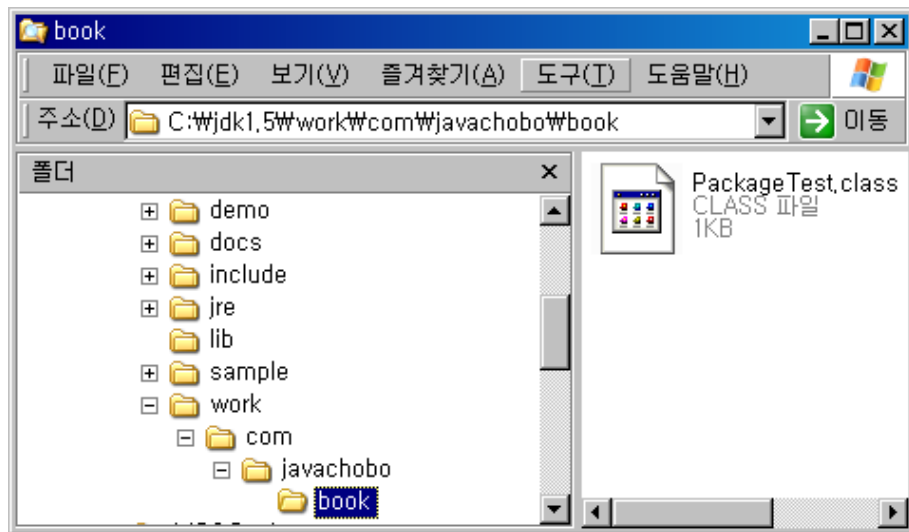 book
파일(F) 편집(E) 보기(V) 즐겨찾기(A) 도구(T) 도움말(H)
주소(D) C:₩jdk1,5₩work₩com₩javachobo₩book 이동
폴더
demo
docs
include
jre
lib
sample
work
com
javachobo
book
PackageTest,class
CLASS 파일
1KB